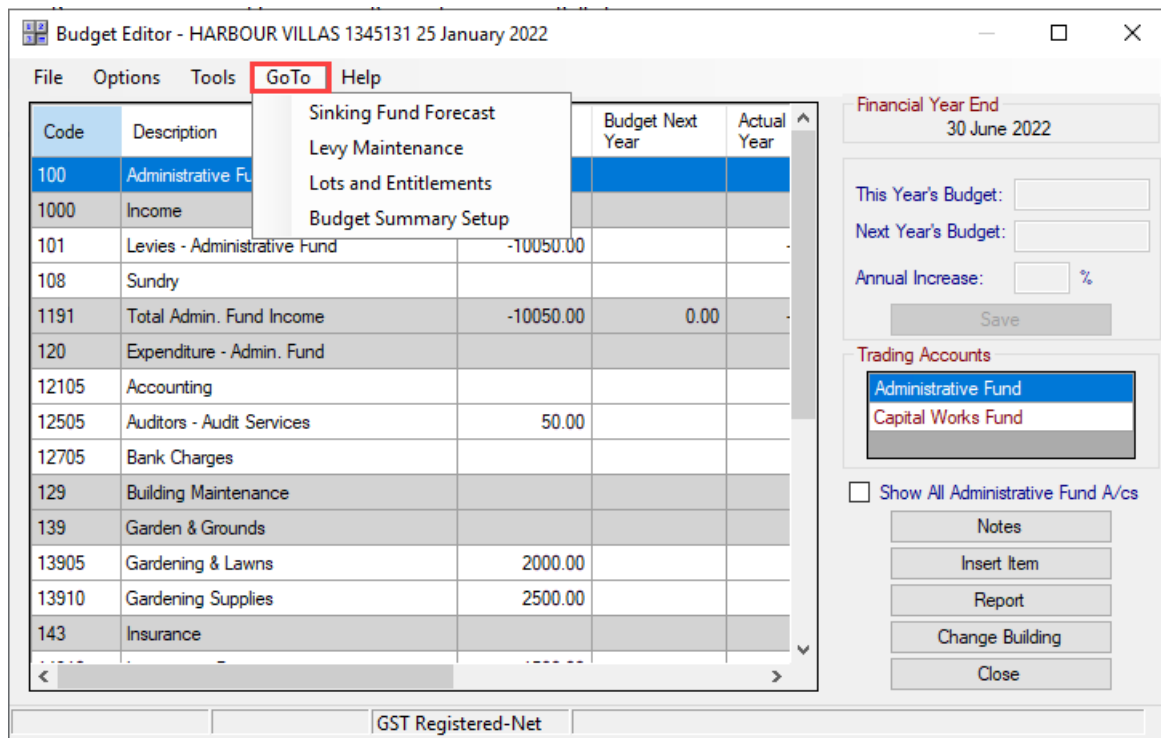 Budget Editor - HARBOUR VILLAS 1345131 25 January 2022
File Options Tools GoTo Help
Sinking Fund Forecast
Levy Maintenance
Lots and Entitlements
Budget Summary Setup
Code Description Budget Next Year Actual Year
100 Administrative Fu
1000 Income
101 Levies - Administrative Fund -10050.00 -
108 Sundry
1191 Total Admin. Fund Income -10050.00 0.00 -
120 Expenditure - Admin. Fund
12105 Accounting
12505 Auditors - Audit Services 50.00
12705 Bank Charges
129 Building Maintenance
139 Garden & Grounds
13905 Gardening & Lawns 2000.00
13910 Gardening Supplies 2500.00
143 Insurance
Financial Year End
30 June 2022
This Year's Budget:
Next Year's Budget:
Annual Increase: %
Save
Trading Accounts
Administrative Fund
Capital Works Fund
Show All Administrative Fund A/cs
Notes
Insert Item
Report
Change Building
Close
GST Registered-Net